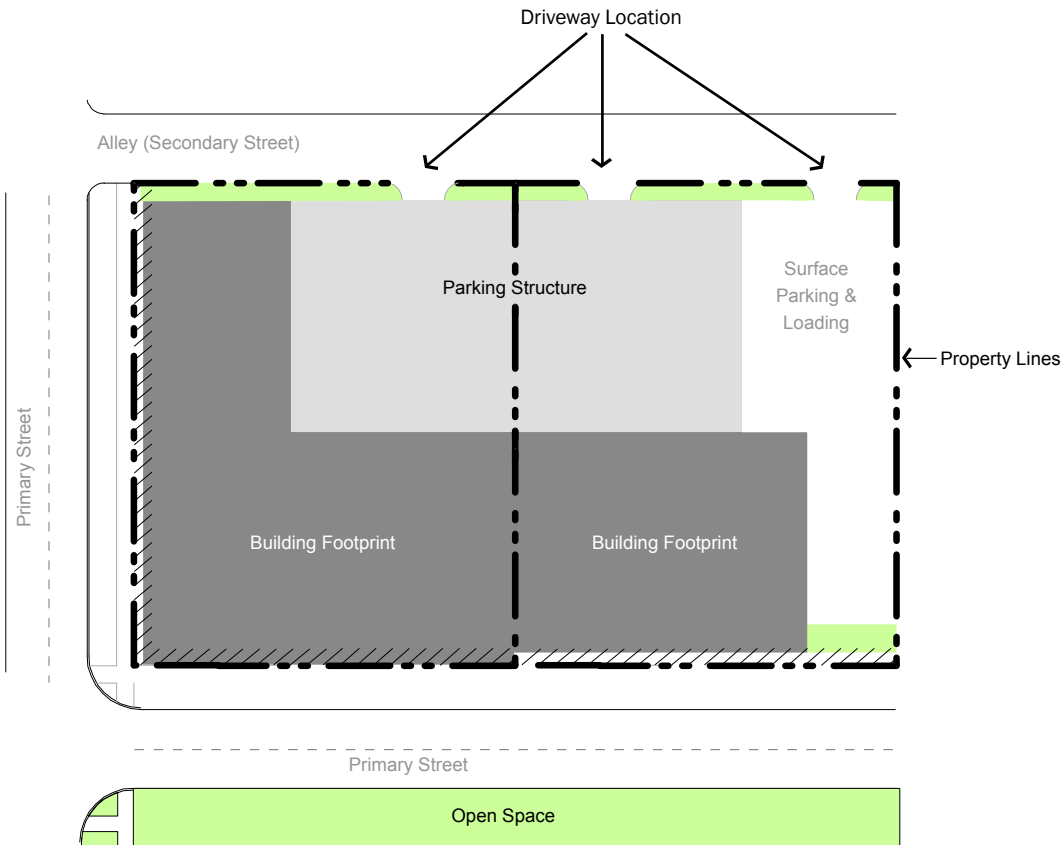 Driveway Location
Alley (Secondary Street)
Parking Structure
Surface
Parking &
Loading
Property Lines
Primary Street
Building Footprint
Building Footprint
Primary Street
Open Space